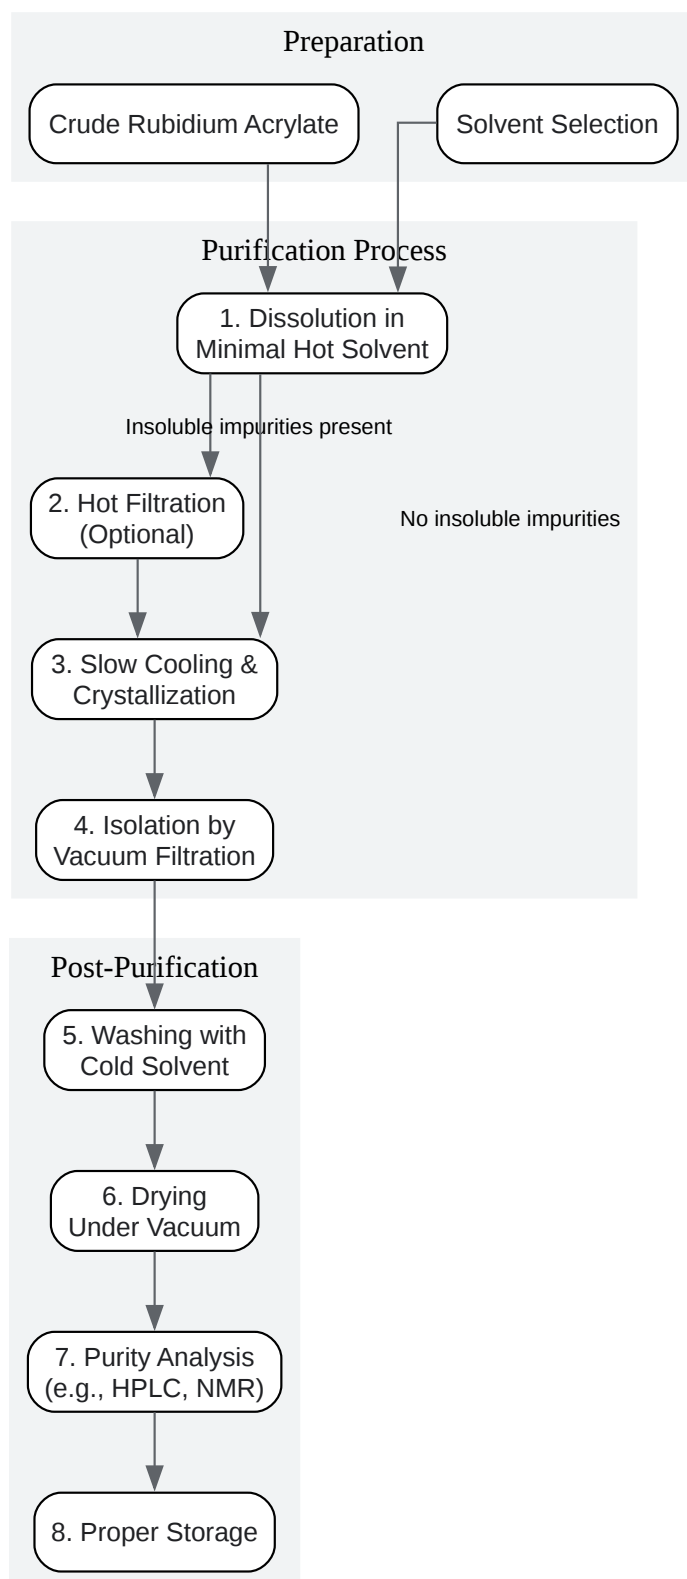 Preparation
Crude Rubidium Acrylate
Solvent Selection
Purification Process
1. Dissolution in
Minimal Hot Solvent
Insoluble impurities present
2. Hot Filtration
(Optional)
No insoluble impurities
3. Slow Cooling &
Crystallization
4. Isolation by
Vacuum Filtration
Post-Purification
5. Washing with
Cold Solvent
6. Drying
Under Vacuum
7. Purity Analysis
(e.g., HPLC, NMR)
8. Proper Storage